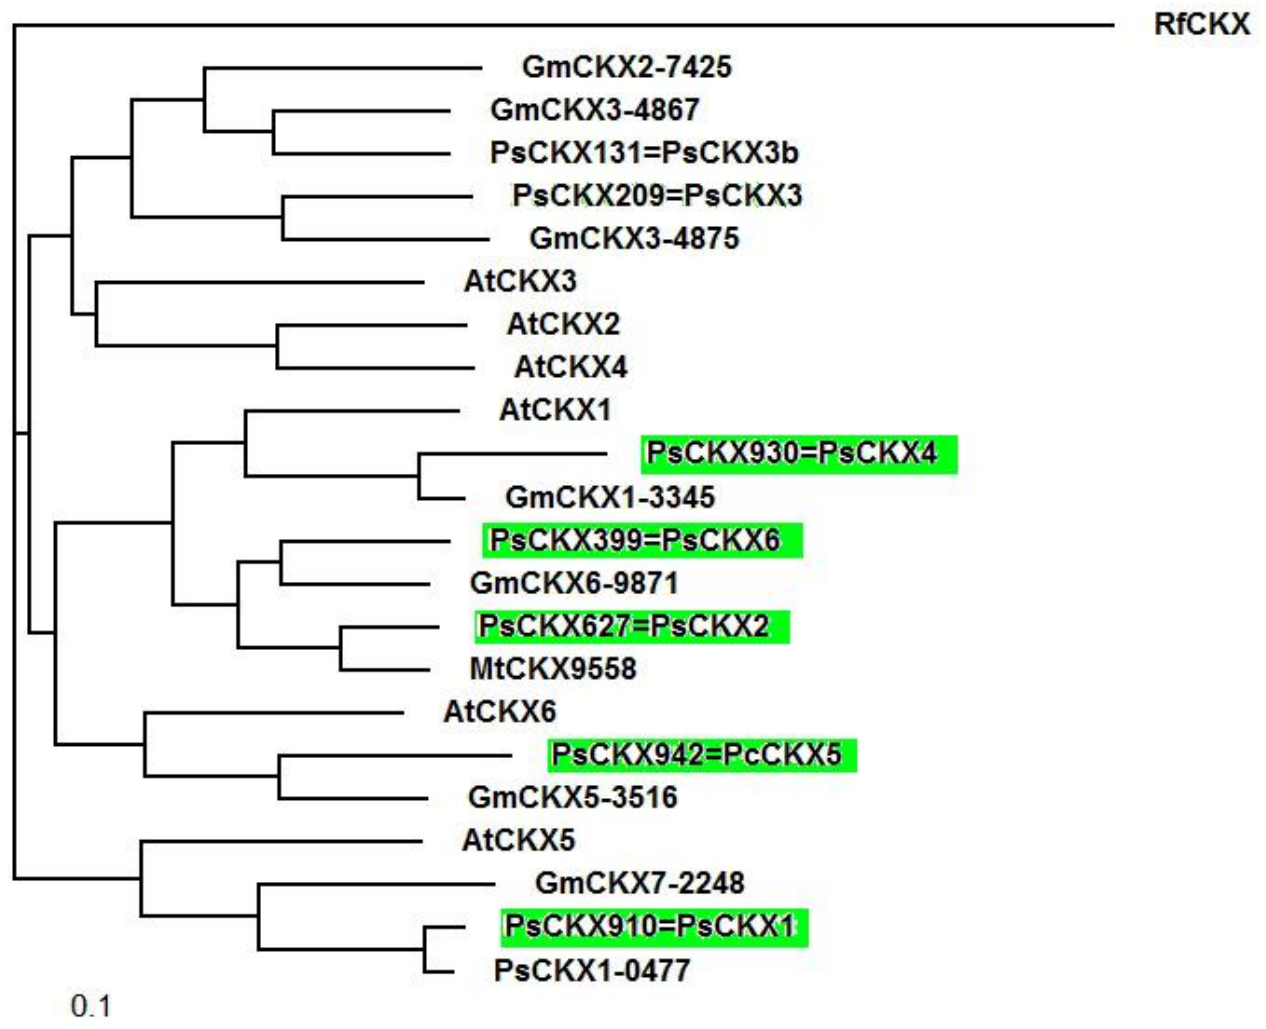 RfCKX
GmCKX2-7425
GmCKX3-4867
PsCKX131=PsCKX3b
PsCKX209=PsCKX3
GmCKX3-4875
AtCKX3
AtCKX2
AtCKX4
AtCKX1
PsCKX930=PsCKX4
GmCKX1-3345
PsCKX399=PsCKX6
GmCKX6-9871
PsCKX627=PsCKX2
MtCKX9558
AtCKX6
PsCKX942=PcCKX5
GmCKX5-3516
AtCKX5
GmCKX7-2248
PsCKX910=PsCKX1
PsCKX1-0477
0.1